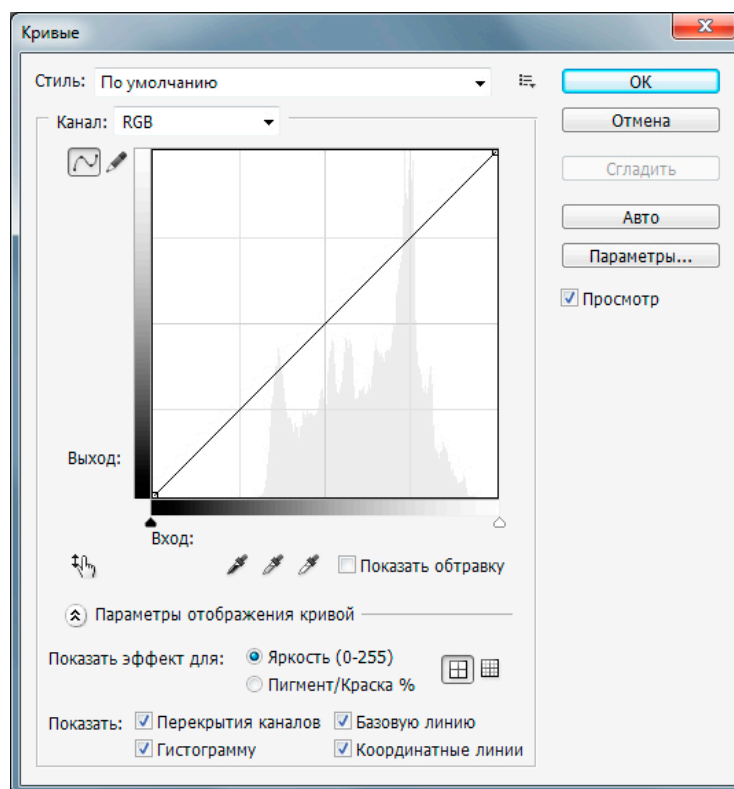 Кривые
Стиль: По умолчанию
OK
Канал: RGB
Отмена
Сгладить
Авто
Параметры...
Просмотр
Выход:
Вход:
Показать обтравку
Параметры отображения кривой
Показать эффект для: Яркость (0-255)
Пигмент/Краска %
Показать: Перекрытия каналов Базовую линию
Гистограмму Координатные линии